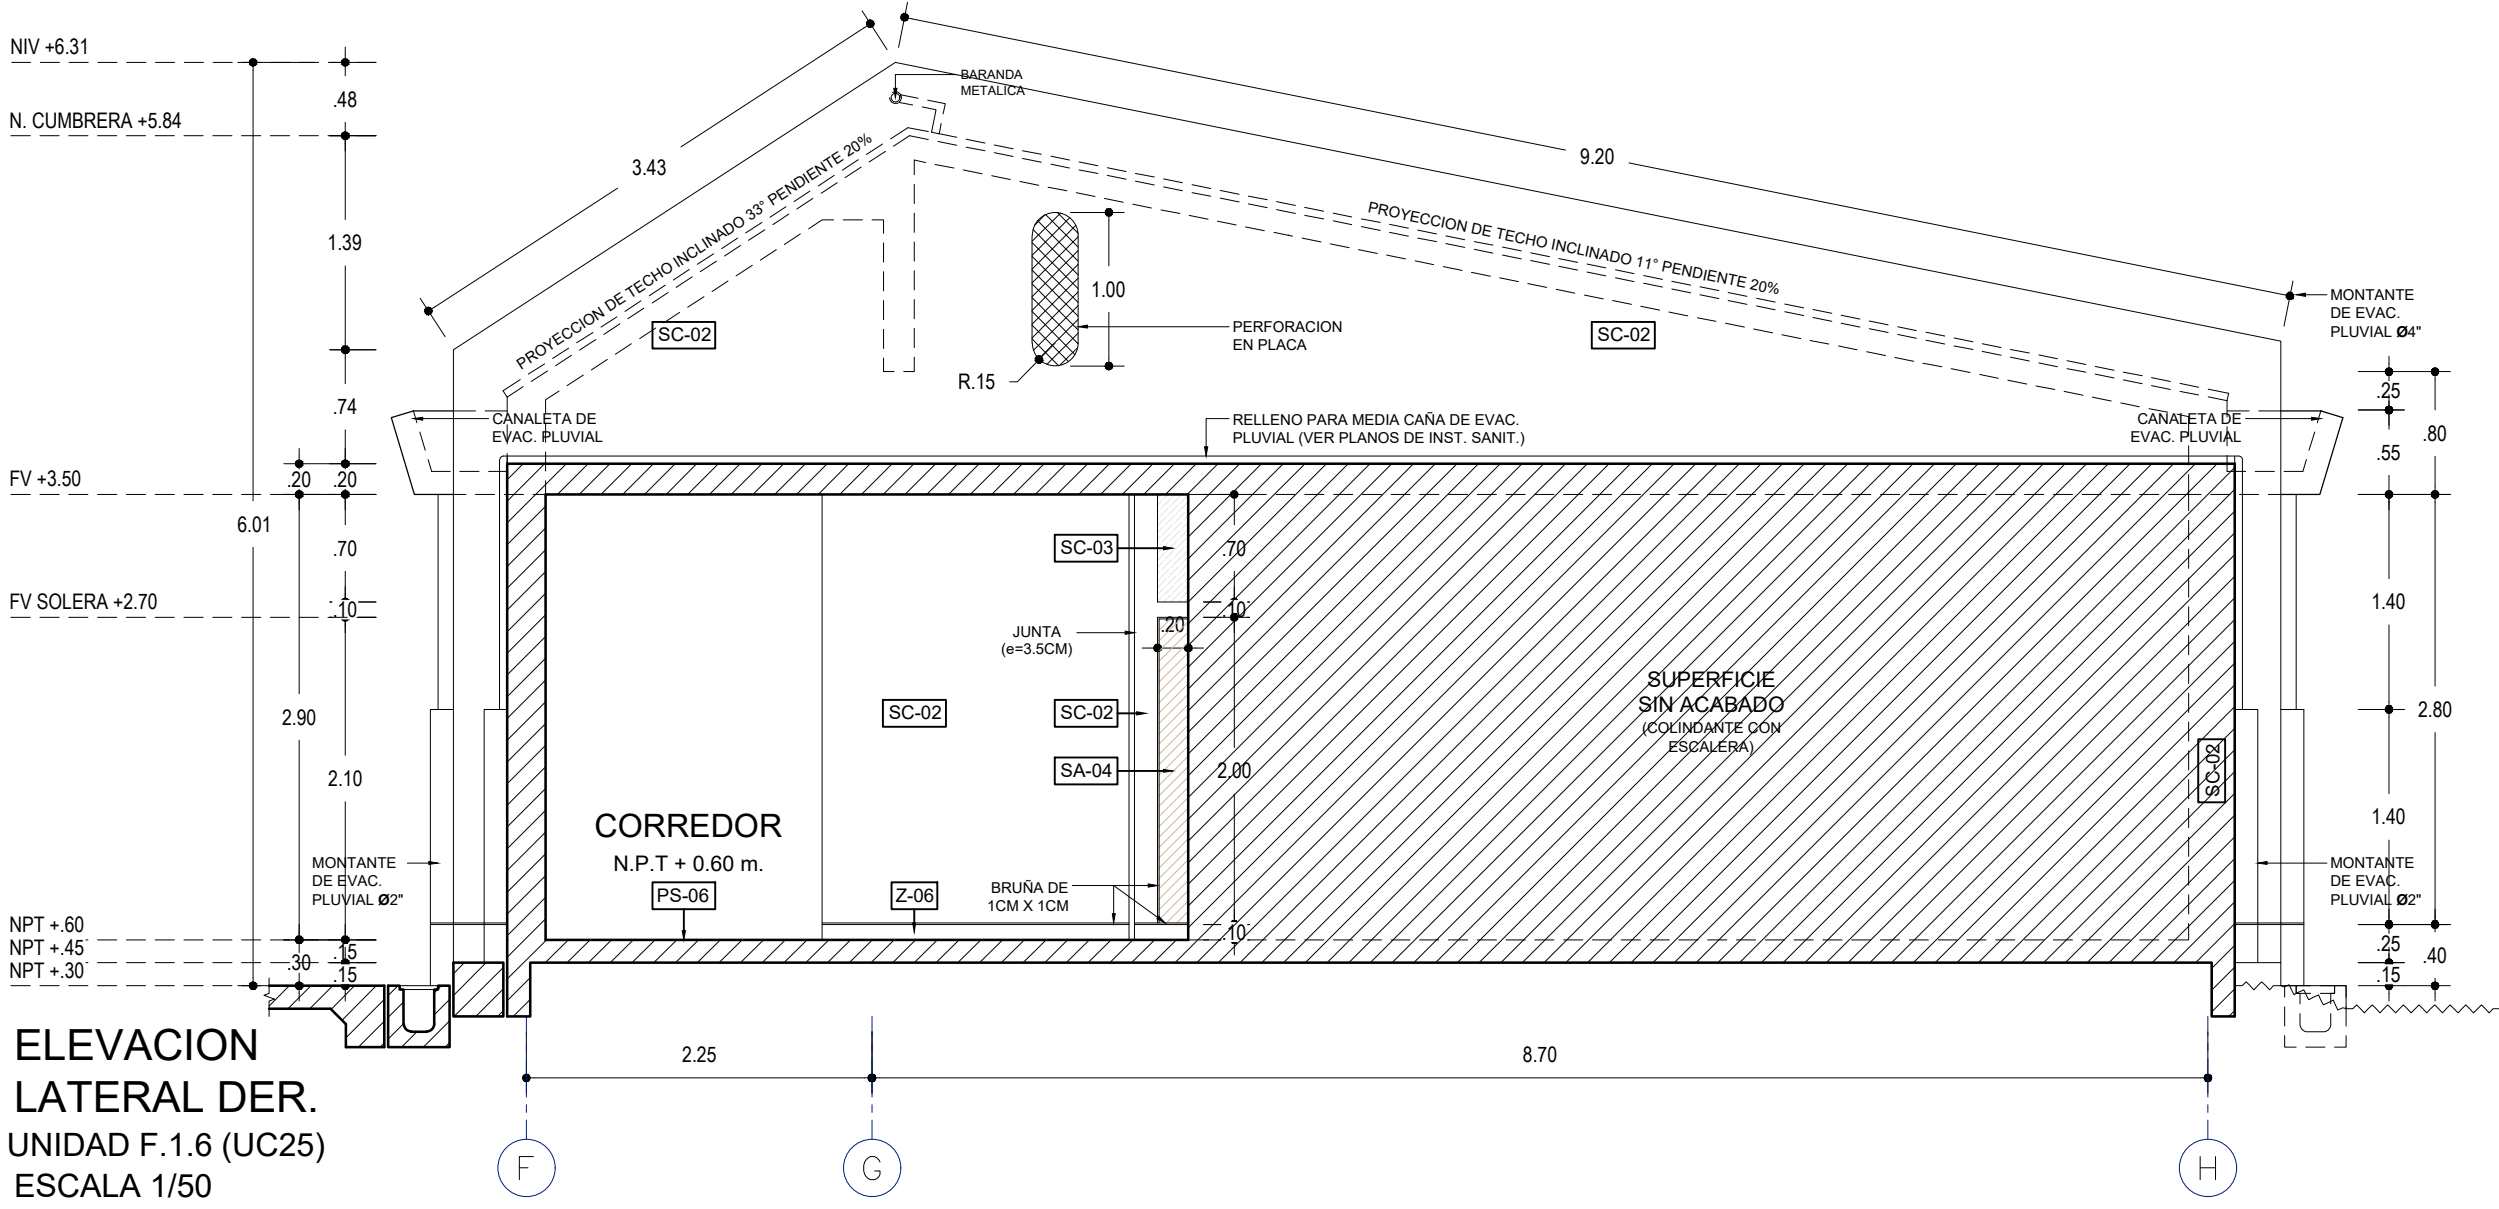 NIV +6.31
N. CUMBRERA +5.84
FV +3.50
FV SOLERA +2.70
NPT +.60
NPT +.45
NPT +.30
6.01
.48
1.39
.74
.20
.20
.70
.10
2.90
2.10
.30
.15
.15
3.43
9.20
BARANDA
METALICA
PROYECCION DE TECHO INCLINADO 33° PENDIENTE 20%
PROYECCION DE TECHO INCLINADO 11° PENDIENTE 20%
SC-02
SC-02
1.00
R.15
PERFORACION
EN PLACA
MONTANTE
DE EVAC.
PLUVIAL Ø4"
CANALETA DE
EVAC. PLUVIAL
RELLENO PARA MEDIA CAÑA DE EVAC.
PLUVIAL (VER PLANOS DE INST. SANIT.)
CANALETA DE
EVAC. PLUVIAL
.25
.55
.80
1.40
1.40
2.80
.25
.15
.40
SC-03
.70
.10
.20
JUNTA
(e=3.5CM)
SC-02
SC-02
SA-04
2.00
.10
SUPERFICIE
SIN ACABADO
(COLINDANTE CON
ESCALERA)
SC-02
CORREDOR
N.P.T + 0.60 m.
PS-06
Z-06
BRUÑA DE
1CM X 1CM
MONTANTE
DE EVAC.
PLUVIAL Ø2"
MONTANTE
DE EVAC.
PLUVIAL Ø2"
2.25
8.70
F
G
H
ELEVACION
LATERAL DER.
UNIDAD F.1.6 (UC25)
ESCALA 1/50